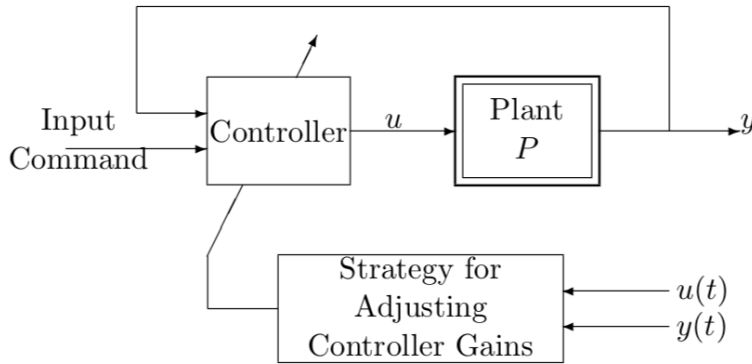 Input
Command
Controller
u
Plant
P
y
Strategy for
Adjusting
Controller Gains
u(t)
y(t)